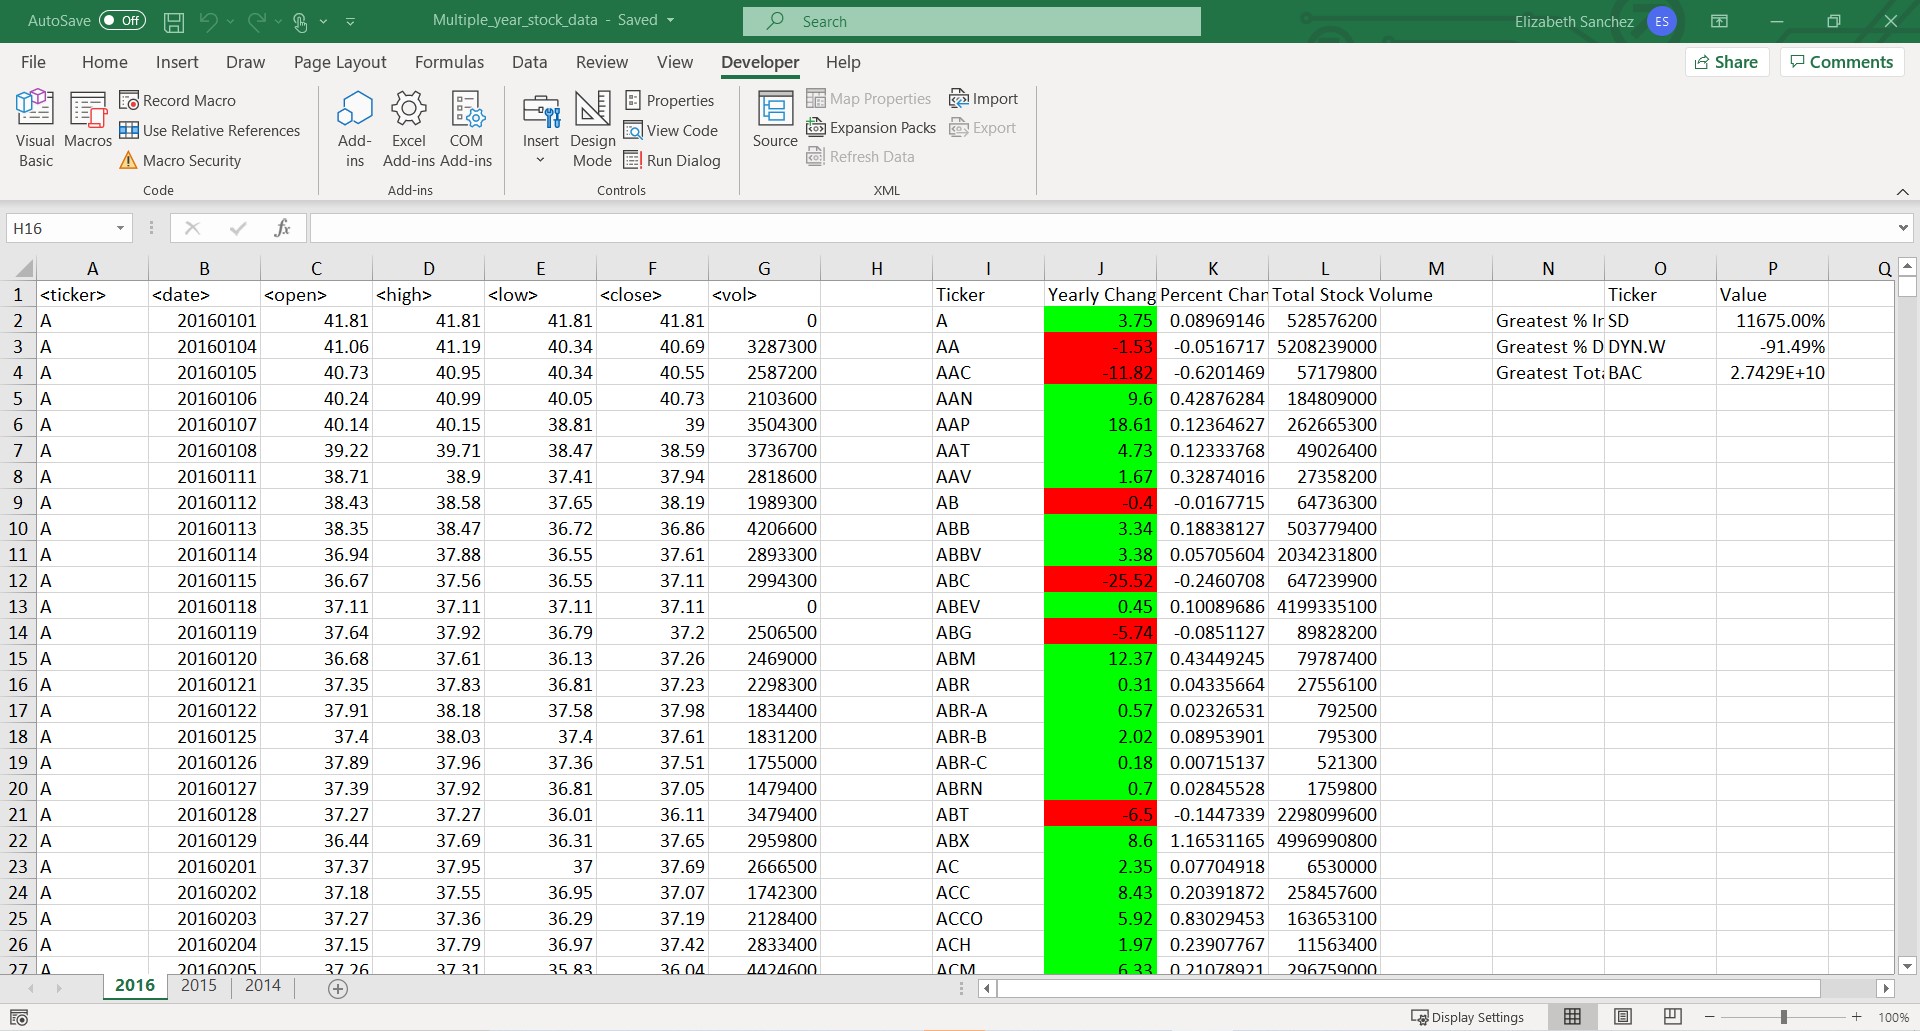 AutoSave Off Multiple_year_stock_data - Saved Search Elizabeth Sanchez ES
File Home Insert Draw Page Layout Formulas Data Review View Developer Help Share Comments
Visual Basic
Macros
Record Macro
Use Relative References
Macro Security
Code
Add-ins
Excel Add-ins
COM Add-ins
Add-ins
Insert
Design Mode
Properties
View Code
Run Dialog
Controls
Source
Map Properties
Expansion Packs
Refresh Data
Import
Export
XML
H16 fx
A B C D E F G H I J K L M N O P Q
1 <ticker> <date> <open> <high> <low> <close> <vol> Ticker Yearly Chang Percent Chan Total Stock Volume Ticker Value
2 A 20160101 41.81 41.81 41.81 41.81 0 A 3.75 0.08969146 528576200 Greatest % In SD 11675.00%
3 A 20160104 41.06 41.19 40.34 40.69 3287300 AA -1.53 -0.0516717 5208239000 Greatest % D DYN.W -91.49%
4 A 20160105 40.73 40.95 40.34 40.55 2587200 AAC -11.82 -0.6201469 57179800 Greatest Tota BAC 2.7429E+10
5 A 20160106 40.24 40.99 40.05 40.73 2103600 AAN 9.6 0.42876284 184809000
6 A 20160107 40.14 40.15 38.81 39 3504300 AAP 18.61 0.12364627 262665300
7 A 20160108 39.22 39.71 38.47 38.59 3736700 AAT 4.73 0.12333768 49026400
8 A 20160111 38.71 38.9 37.41 37.94 2818600 AAV 1.67 0.32874016 27358200
9 A 20160112 38.43 38.58 37.65 38.19 1989300 AB -0.4 -0.0167715 64736300
10 A 20160113 38.35 38.47 36.72 36.86 4206600 ABB 3.34 0.18838127 503779400
11 A 20160114 36.94 37.88 36.55 37.61 2893300 ABBV 3.38 0.05705604 2034231800
12 A 20160115 36.67 37.56 36.55 37.11 2994300 ABC -25.52 -0.2460708 647239900
13 A 20160118 37.11 37.11 37.11 37.11 0 ABEV 0.45 0.10089686 4199335100
14 A 20160119 37.64 37.92 36.79 37.2 2506500 ABG -5.74 -0.0851127 89828200
15 A 20160120 36.68 37.61 36.13 37.26 2469000 ABM 12.37 0.43449245 79787400
16 A 20160121 37.35 37.83 36.81 37.23 2298300 ABR 0.31 0.04335664 27556100
17 A 20160122 37.91 38.18 37.58 37.98 1834400 ABR-A 0.57 0.02326531 792500
18 A 20160125 37.4 38.03 37.4 37.61 1831200 ABR-B 2.02 0.08953901 795300
19 A 20160126 37.89 37.96 37.36 37.51 1755000 ABR-C 0.18 0.00715137 521300
20 A 20160127 37.39 37.92 36.81 37.05 1479400 ABRN 0.7 0.02845528 1759800
21 A 20160128 37.27 37.27 36.01 36.11 3479400 ABT -6.5 -0.1447339 2298099600
22 A 20160129 36.44 37.69 36.31 37.65 2959800 ABX 8.6 1.16531165 4996990800
23 A 20160201 37.37 37.95 37 37.69 2666500 AC 2.35 0.07704918 6530000
24 A 20160202 37.18 37.55 36.95 37.07 1742300 ACC 8.43 0.20391872 258457600
25 A 20160203 37.27 37.36 36.29 37.19 2128400 ACCO 5.92 0.83029453 163653100
26 A 20160204 37.15 37.79 36.97 37.42 2833400 ACH 1.97 0.23907767 11563400
27 A 20160205 37.26 37.31 35.83 36.04 4424600 ACM 6.33 0.21078921 296759000
2016 2015 2014
Display Settings 100%